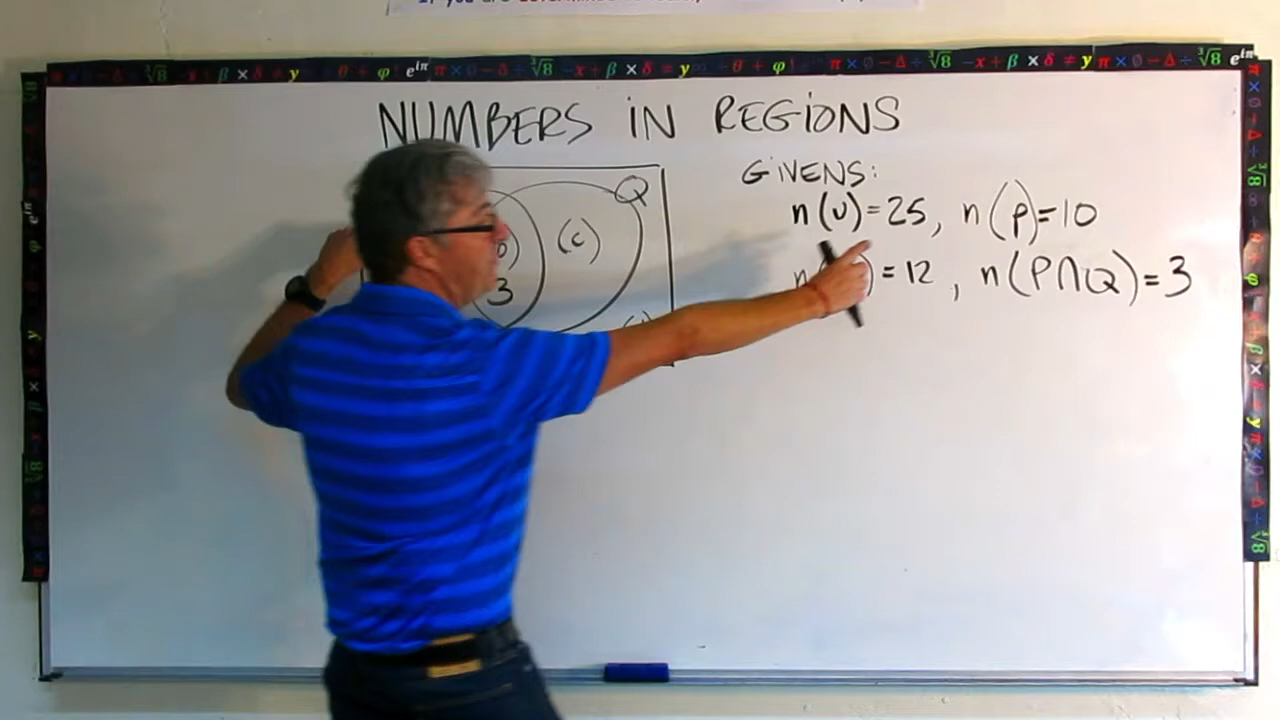 NUMBERS IN REGIONS
GIVENS:
n(U)=25, n(P)=10
= 12, n(P∩Q)=3
Q
(c)
3